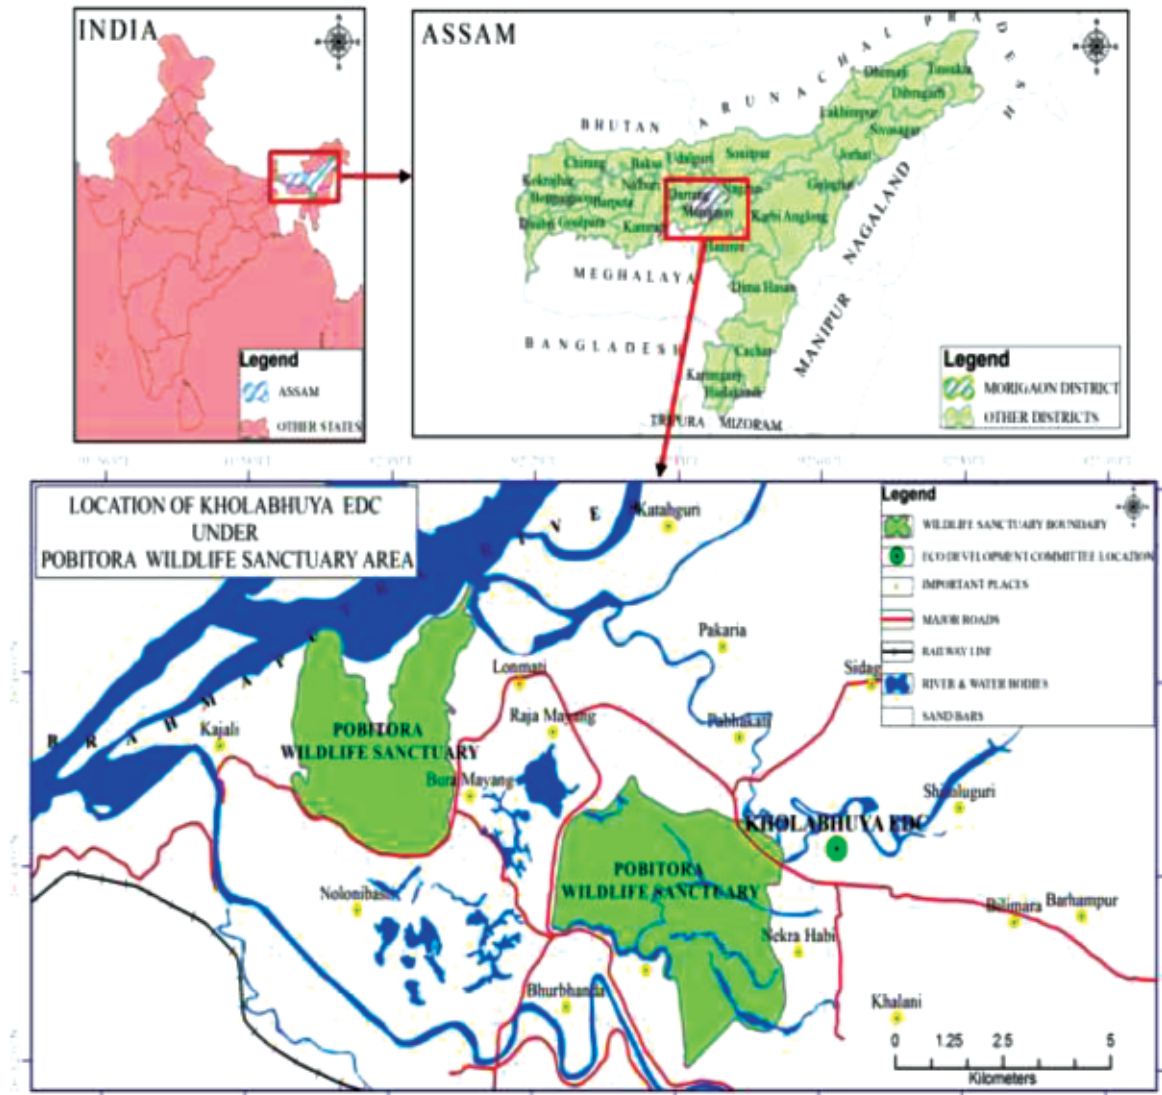 INDIA
Legend
ASSAM
OTHER STATES
ASSAM
ARUNACHAL PRADESH
BHUTAN
Dhemaji
Tinsukia
Dibrugarh
Lakhimpur
Sivosagar
Jorhat
Golaghat
Chirang
Baksa
Udalguri
Sonitpur
Kokrajhar
Nalbari
Darrang
Nagaon
Bongaigaon
Barpeta
Morigaon
Karbi Anglong
Dhubri
Goalpara
Kamrup
MEGHALAYA
Dima Hasao
NAGALAND
MANIPUR
BANGLADESH
Cachar
Karimganj
Hailakandi
TRIPURA
MIZORAM
Legend
MORIGAON DISTRICT
OTHER DISTRICTS
LOCATION OF KHOLABHUYA EDC
UNDER
POBITORA WILDLIFE SANCTUARY AREA
Legend
WILDLIFE SANCTUARY BOUNDARY
ECO DEVELOPMENT COMMITTEE LOCATION
IMPORTANT PLACES
MAJOR ROADS
RAILWAY LINE
RIVER & WATER BODIES
SAND BARS
Katahguri
Pakaria
Lonmati
Sidag
Raja Mayang
Pabhakati
Kajali
POBITORA
WILDLIFE SANCTUARY
Bura Mayang
Shimluguri
KHOLABHUYA EDC
POBITORA
WILDLIFE SANCTUARY
Nolonibasa
Bilimara
Barhampur
Nekra Habi
Bhurbhanda
Khalani
0 1.25 2.5 5
Kilometers